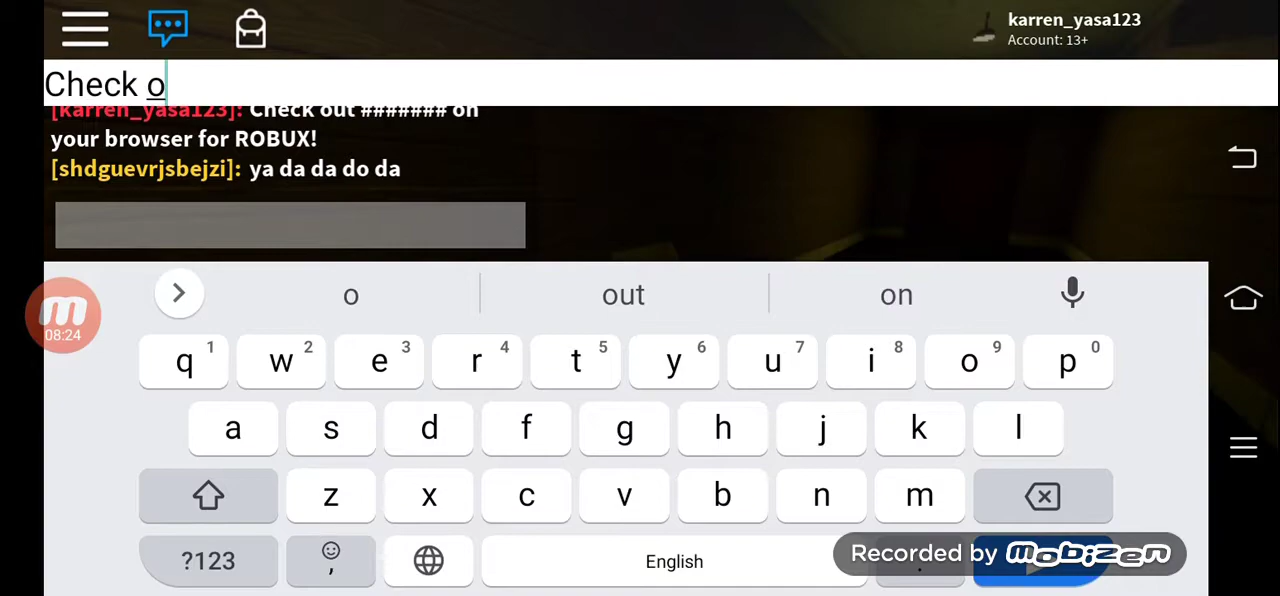 karren_yasa123
Account: 13+
Check o
[karren_yasa123]: Check out ####### on
your browser for ROBUX!
[shdguevrjsbejzi]: ya da da do da
08:24
o out on
q 1 w 2 e 3 r 4 t 5 y 6 u 7 i 8 o 9 p 0
a s d f g h j k l
z x c v b n m
?123 , English .
Recorded by mobizen